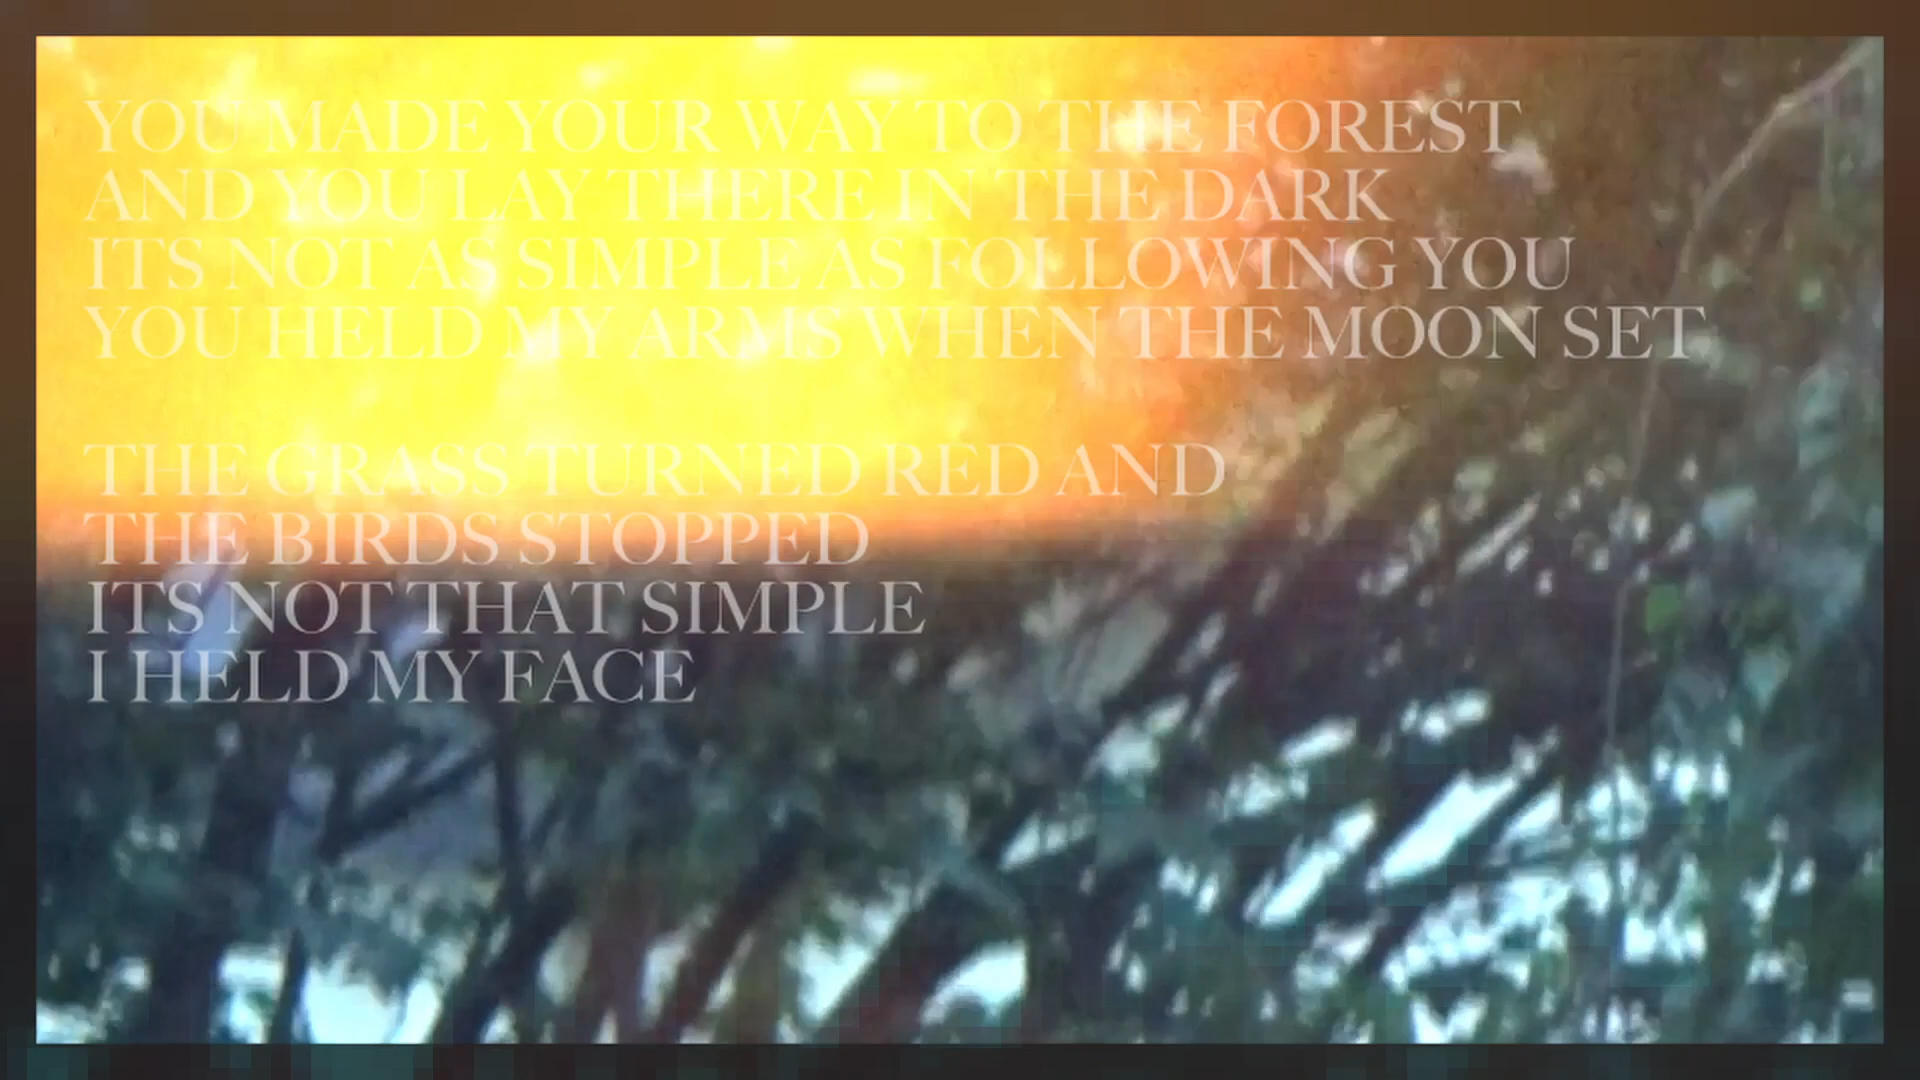 YOU MADE YOUR WAY TO THE FOREST
AND YOU LAY THERE IN THE DARK
ITS NOT AS SIMPLE AS FOLLOWING YOU
YOU HELD MY ARMS WHEN THE MOON SET
THE GRASS TURNED RED AND
THE BIRDS STOPPED
ITS NOT THAT SIMPLE
I HELD MY FACE